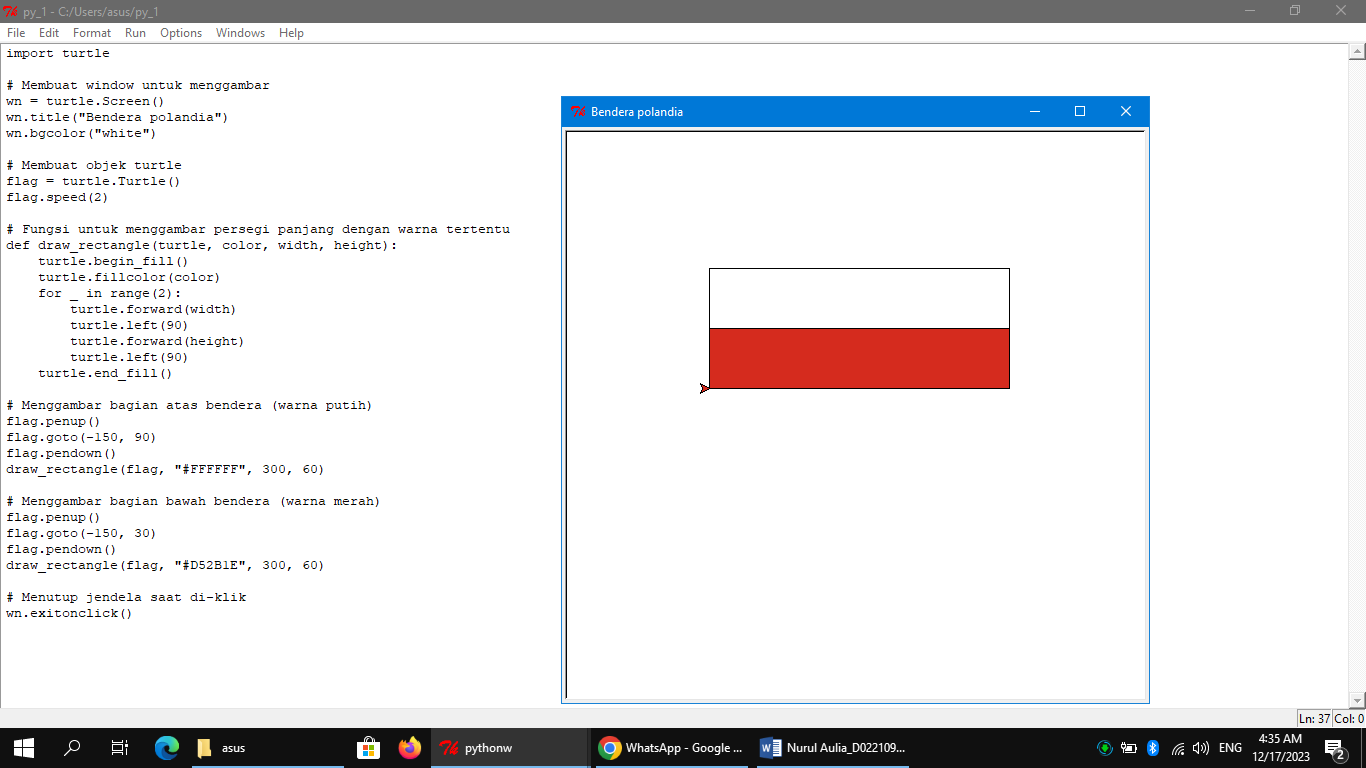 py_1 - C:/Users/asus/py_1
File Edit Format Run Options Windows Help
import turtle
# Membuat window untuk menggambar
wn = turtle.Screen()
wn.title("Bendera polandia")
wn.bgcolor("white")
# Membuat objek turtle
flag = turtle.Turtle()
flag.speed(2)
# Fungsi untuk menggambar persegi panjang dengan warna tertentu
def draw_rectangle(turtle, color, width, height):
    turtle.begin_fill()
    turtle.fillcolor(color)
    for _ in range(2):
        turtle.forward(width)
        turtle.left(90)
        turtle.forward(height)
        turtle.left(90)
    turtle.end_fill()
# Menggambar bagian atas bendera (warna putih)
flag.penup()
flag.goto(-150, 90)
flag.pendown()
draw_rectangle(flag, "#FFFFFF", 300, 60)
# Menggambar bagian bawah bendera (warna merah)
flag.penup()
flag.goto(-150, 30)
flag.pendown()
draw_rectangle(flag, "#D52B1E", 300, 60)
# Menutup jendela saat di-klik
wn.exitonclick()
Bendera polandia
Ln: 37 Col: 0
asus
pythonw
WhatsApp - Google ...
Nurul Aulia_D022109...
ENG
4:35 AM
12/17/2023
2